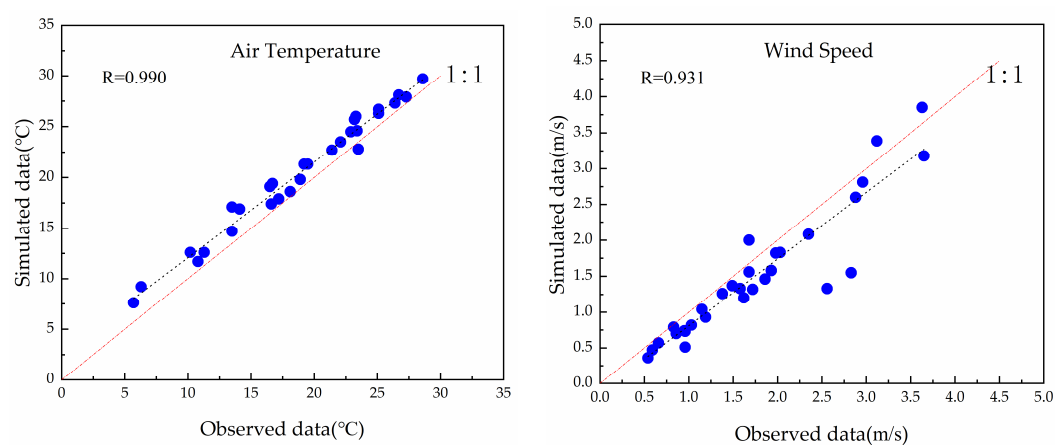 Air Temperature
R=0.990
1:1
35
30
25
20
15
10
5
0
Simulated data(℃)
0 5 10 15 20 25 30 35
Observed data(℃)
Wind Speed
R=0.931
1:1
5.0
4.5
4.0
3.5
3.0
2.5
2.0
1.5
1.0
0.5
0.0
Simulated data(m/s)
0.0 0.5 1.0 1.5 2.0 2.5 3.0 3.5 4.0 4.5 5.0
Observed data(m/s)